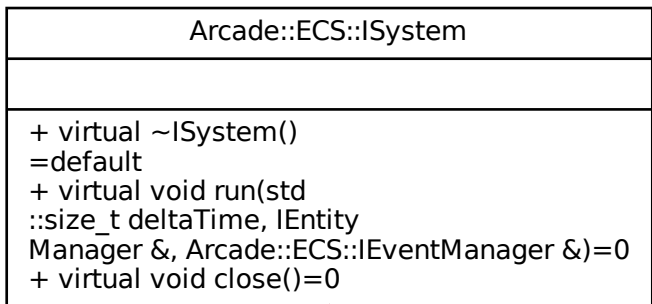 Arcade::ECS::ISystem
+ virtual ~ISystem()
=default
+ virtual void run(std
::size_t deltaTime, IEntity
Manager &, Arcade::ECS::IEventManager &)=0
+ virtual void close()=0